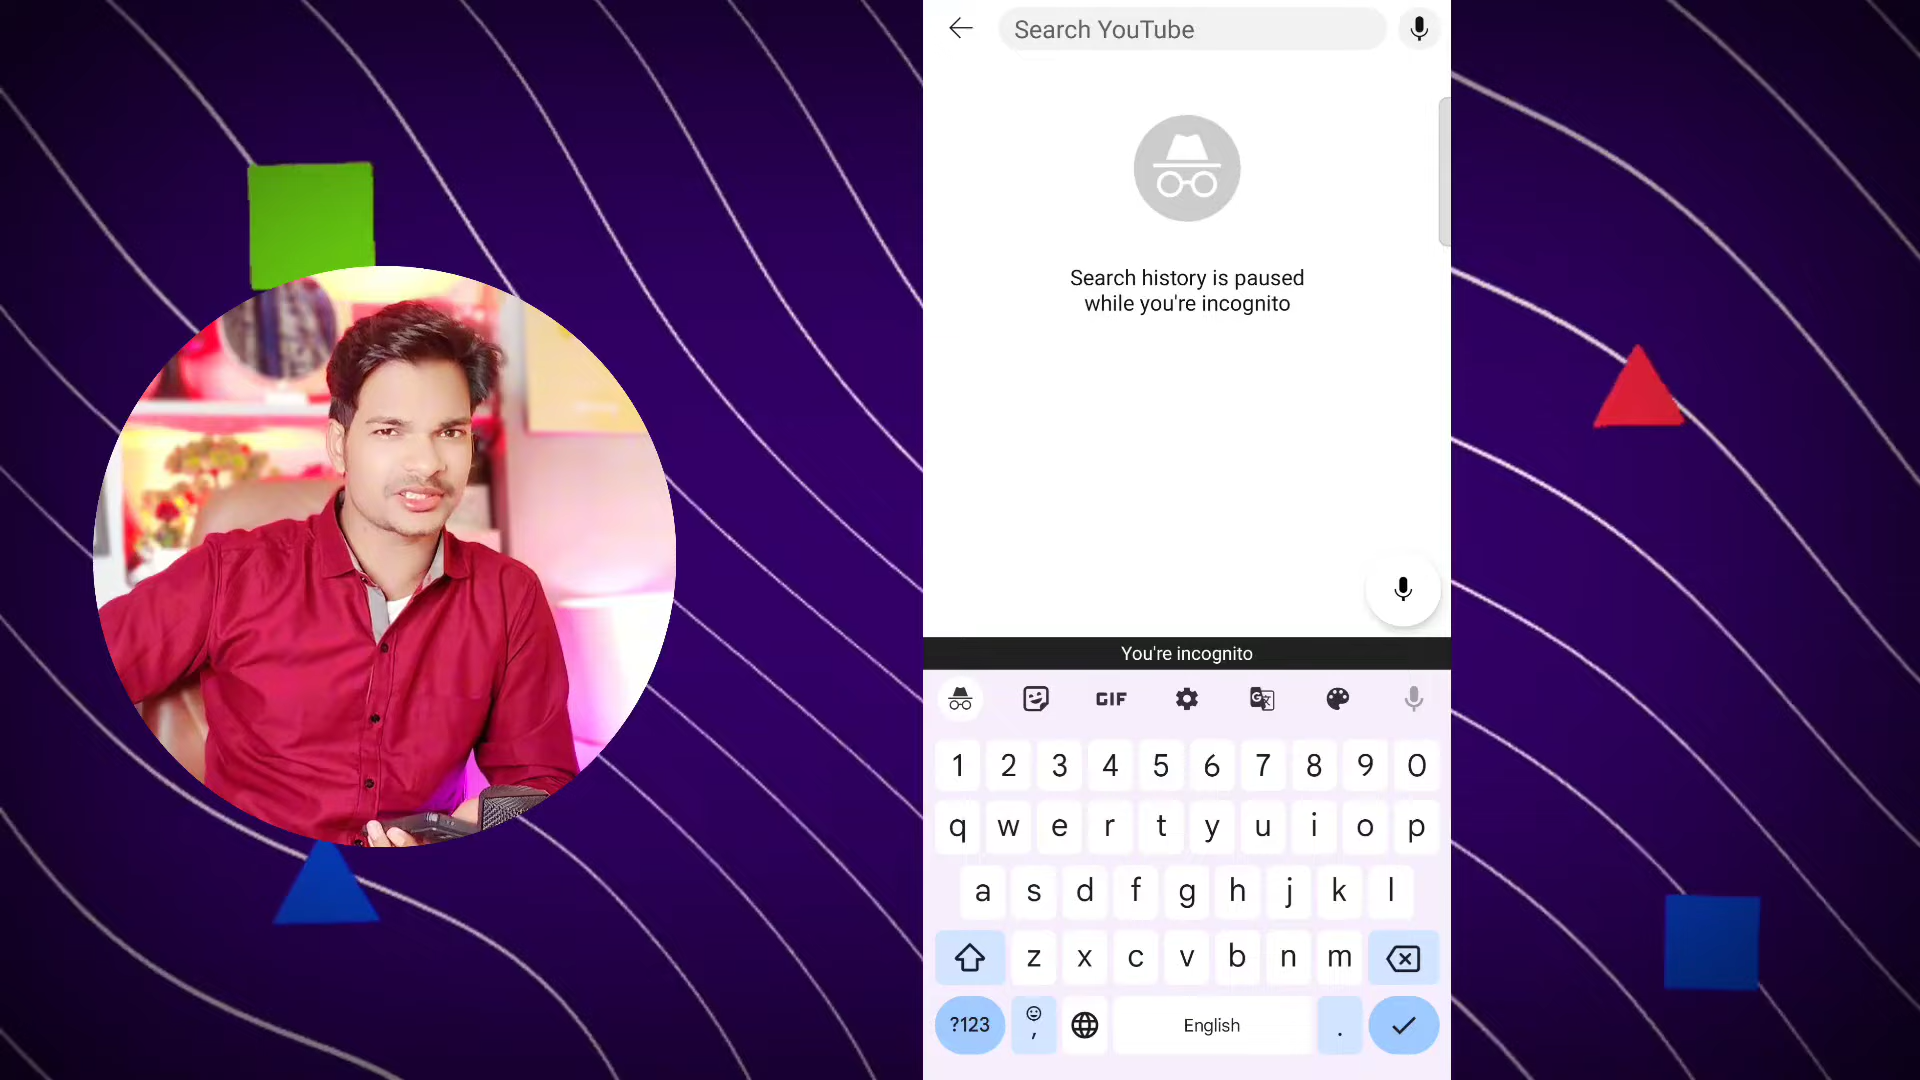 Search YouTube
Search history is paused
while you're incognito
You're incognito
GIF
1 2 3 4 5 6 7 8 9 0
q w e r t y u i o p
a s d f g h j k l
z x c v b n m
?123 , English .